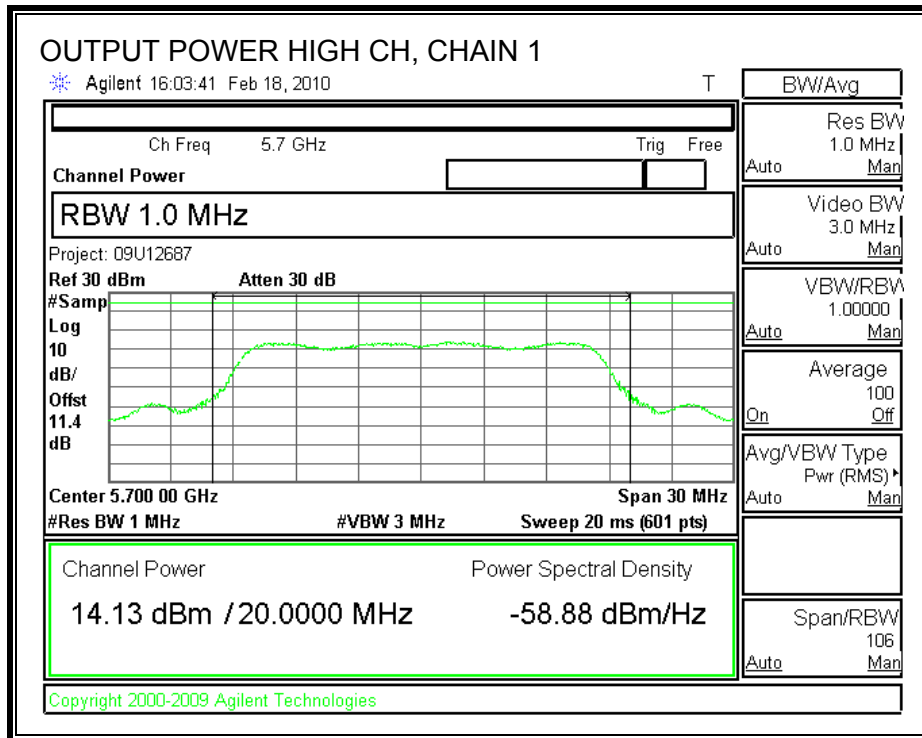 OUTPUT POWER HIGH CH, CHAIN 1
Agilent 16:03:41 Feb 18, 2010 T
Ch Freq 5.7 GHz Trig Free
Channel Power
RBW 1.0 MHz
Project: 09U12687
Ref 30 dBm Atten 30 dB
#Samp
Log
10
dB/
Offst
11.4
dB
Center 5.700 00 GHz Span 30 MHz
#Res BW 1 MHz #VBW 3 MHz Sweep 20 ms (601 pts)
Channel Power Power Spectral Density
14.13 dBm / 20.0000 MHz -58.88 dBm/Hz
Copyright 2000-2009 Agilent Technologies
BW/Avg
Res BW
1.0 MHz
Auto Man
Video BW
3.0 MHz
Auto Man
VBW/RBW
1.00000
Auto Man
Average
100
On Off
Avg/VBW Type
Pwr (RMS)
Auto Man
Span/RBW
106
Auto Man